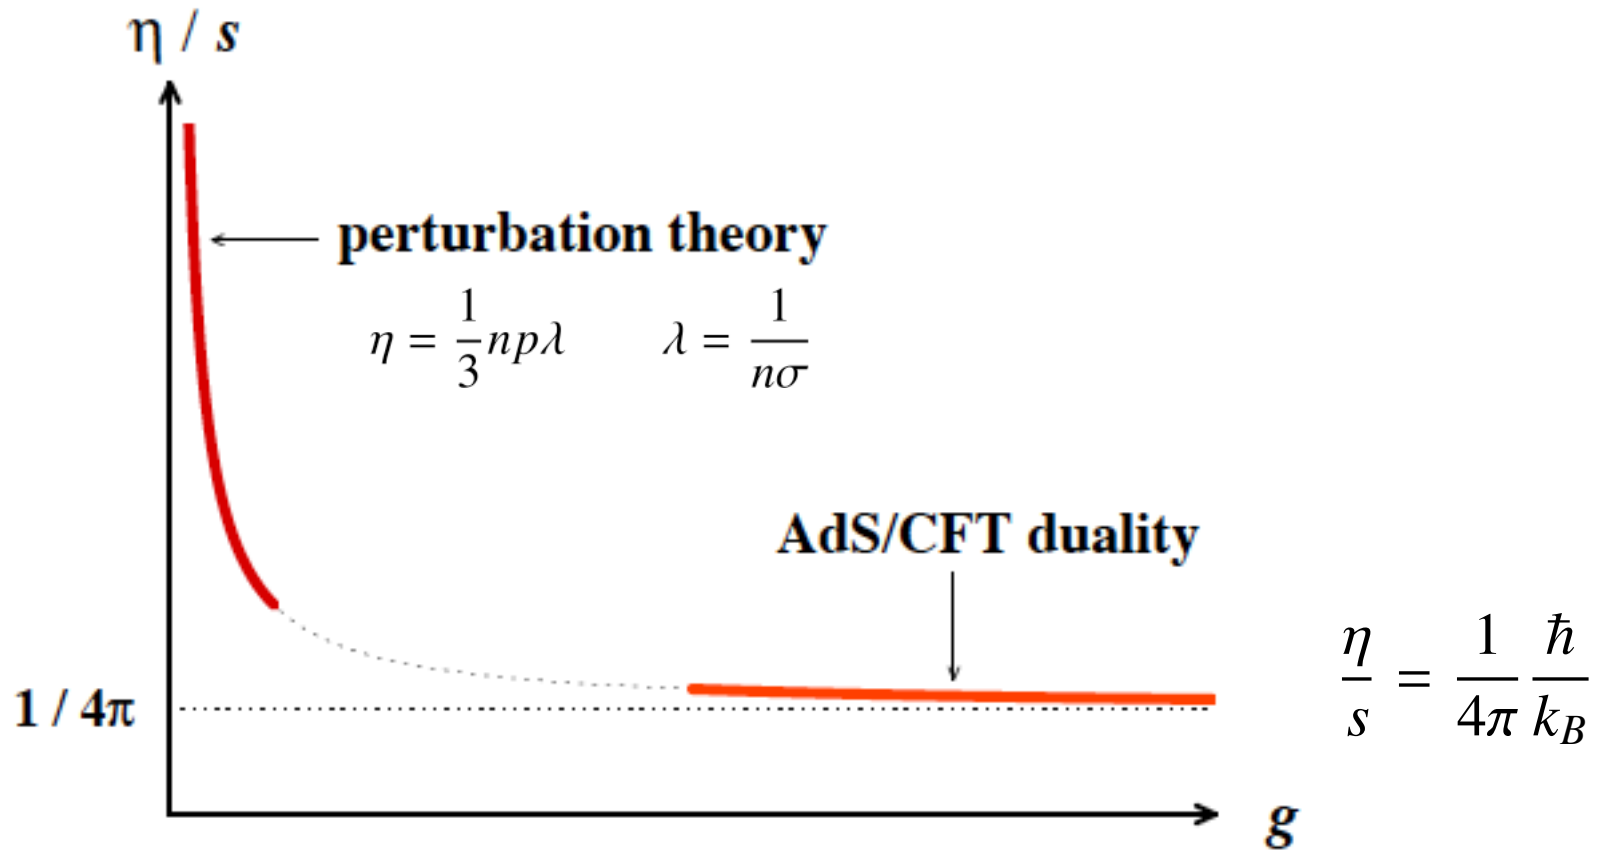 η / s
perturbation theory
η = 1/3 npλ    λ = 1/nσ
AdS/CFT duality
η/s = 1/4π ħ/k_B
1 / 4π
g